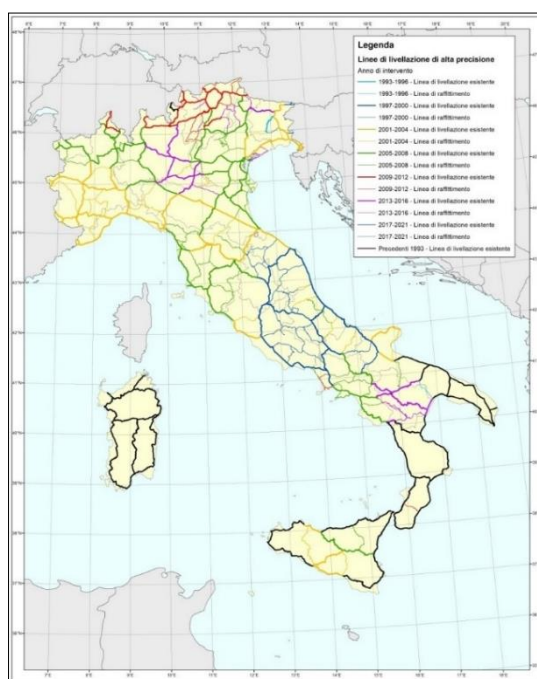 Legenda
Linee di livellazione di alta precisione
Anno di intervento
1993-1996 - Linea di livellazione esistente
1993-1996 - Linea di raffittimento
1997-2000 - Linea di livellazione esistente
1997-2000 - Linea di raffittimento
2001-2004 - Linea di livellazione esistente
2001-2004 - Linea di raffittimento
2005-2008 - Linea di livellazione esistente
2005-2008 - Linea di raffittimento
2009-2012 - Linea di livellazione esistente
2009-2012 - Linea di raffittimento
2013-2016 - Linea di livellazione esistente
2013-2016 - Linea di raffittimento
2017-2021 - Linea di livellazione esistente
2017-2021 - Linea di raffittimento
Precedenti 1993 - Linea di livellazione esistente